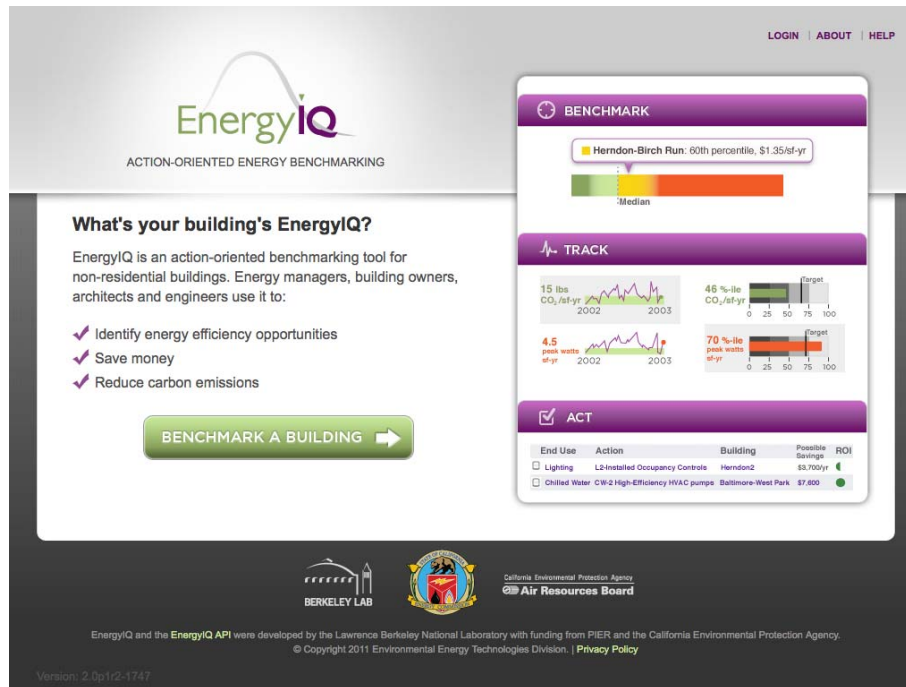 LOGIN | ABOUT | HELP
EnergyIQ
ACTION-ORIENTED ENERGY BENCHMARKING
What's your building's EnergyIQ?
EnergyIQ is an action-oriented benchmarking tool for
non-residential buildings. Energy managers, building owners,
architects and engineers use it to:
Identify energy efficiency opportunities
Save money
Reduce carbon emissions
BENCHMARK A BUILDING
BENCHMARK
Herndon-Birch Run: 60th percentile, $1.35/sf-yr
Median
TRACK
15 lbs
CO2/sf-yr
2002 2003
46 %-ile
CO2/sf-yr
Target
0 25 50 75 100
4.5
peak watts
sf-yr
2002 2003
70 %-ile
peak watts
sf-yr
Target
0 25 50 75 100
ACT
End Use Action Building Possible Savings ROI
Lighting L2-Installed Occupancy Controls Herndon2 $3,700/yr
Chilled Water CW-2 High-Efficiency HVAC pumps Baltimore-West Park $7,600
BERKELEY LAB
California Environmental Protection Agency
Air Resources Board
EnergyIQ and the EnergyIQ API were developed by the Lawrence Berkeley National Laboratory with funding from PIER and the California Environmental Protection Agency.
© Copyright 2011 Environmental Energy Technologies Division. | Privacy Policy
Version: 2.0p1r2-1747